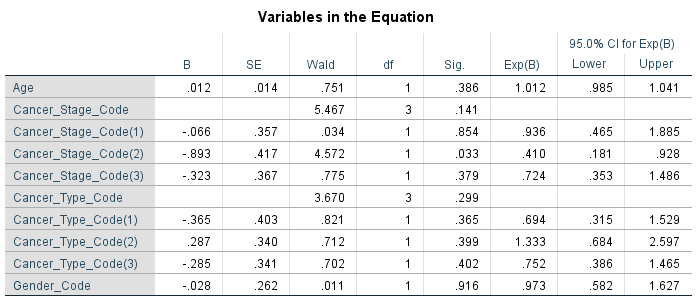 Variables in the Equation
95.0% CI for Exp(B)
B SE Wald df Sig. Exp(B) Lower Upper
Age .012 .014 .751 1 .386 1.012 .985 1.041
Cancer_Stage_Code 5.467 3 .141
Cancer_Stage_Code(1) -.066 .357 .034 1 .854 .936 .465 1.885
Cancer_Stage_Code(2) -.893 .417 4.572 1 .033 .410 .181 .928
Cancer_Stage_Code(3) -.323 .367 .775 1 .379 .724 .353 1.486
Cancer_Type_Code 3.670 3 .299
Cancer_Type_Code(1) -.365 .403 .821 1 .365 .694 .315 1.529
Cancer_Type_Code(2) .287 .340 .712 1 .399 1.333 .684 2.597
Cancer_Type_Code(3) -.285 .341 .702 1 .402 .752 .386 1.465
Gender_Code -.028 .262 .011 1 .916 .973 .582 1.627